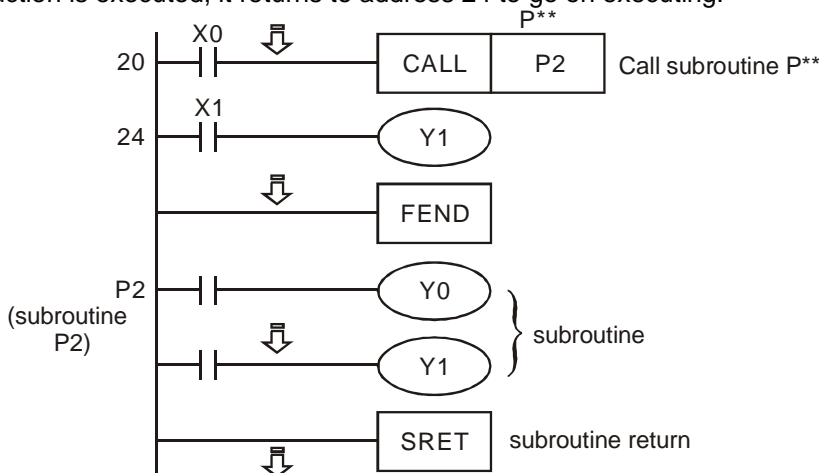 ction is executed, it returns to address 24 to go on executing.
P**
X0
20 CALL P2 Call subroutine P**
X1
24 Y1
FEND
P2 Y0
(subroutine
P2)
subroutine
Y1
SRET subroutine return